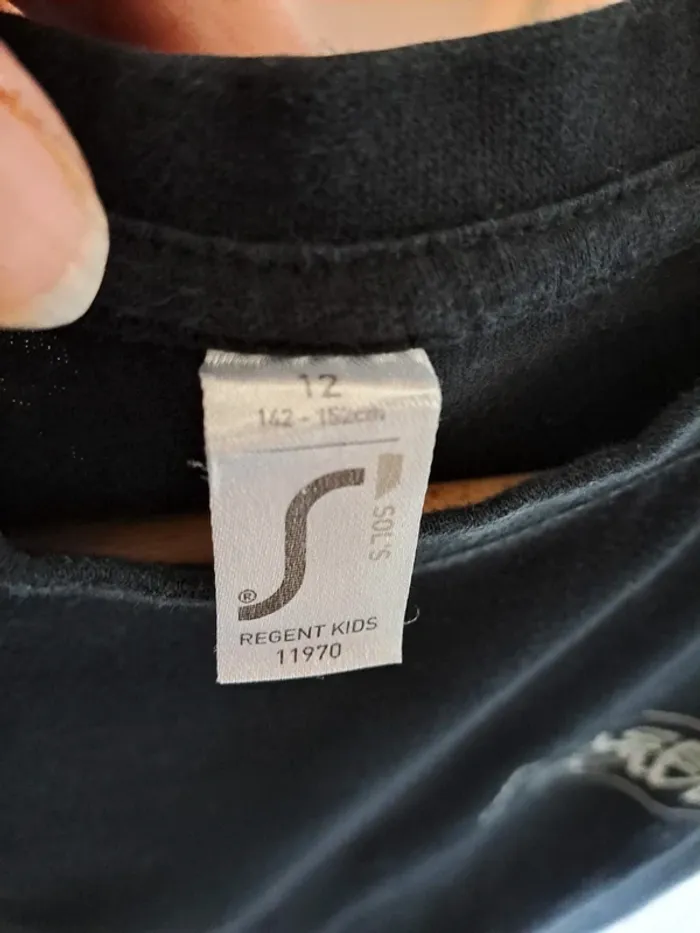 12
142 - 152cm
SOL'S
®
REGENT KIDS
11970